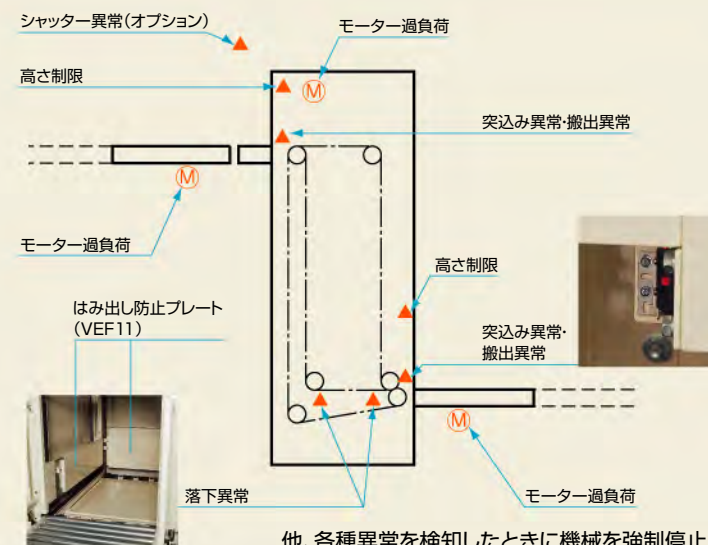 シャッター異常（オプション）
モーター過負荷
高さ制限
M
突込み異常・搬出異常
M
モーター過負荷
高さ制限
はみ出し防止プレート
（VEF11）
突込み異常・
搬出異常
M
落下異常
モーター過負荷
他、各種異常を検知したときに機械を強制停止